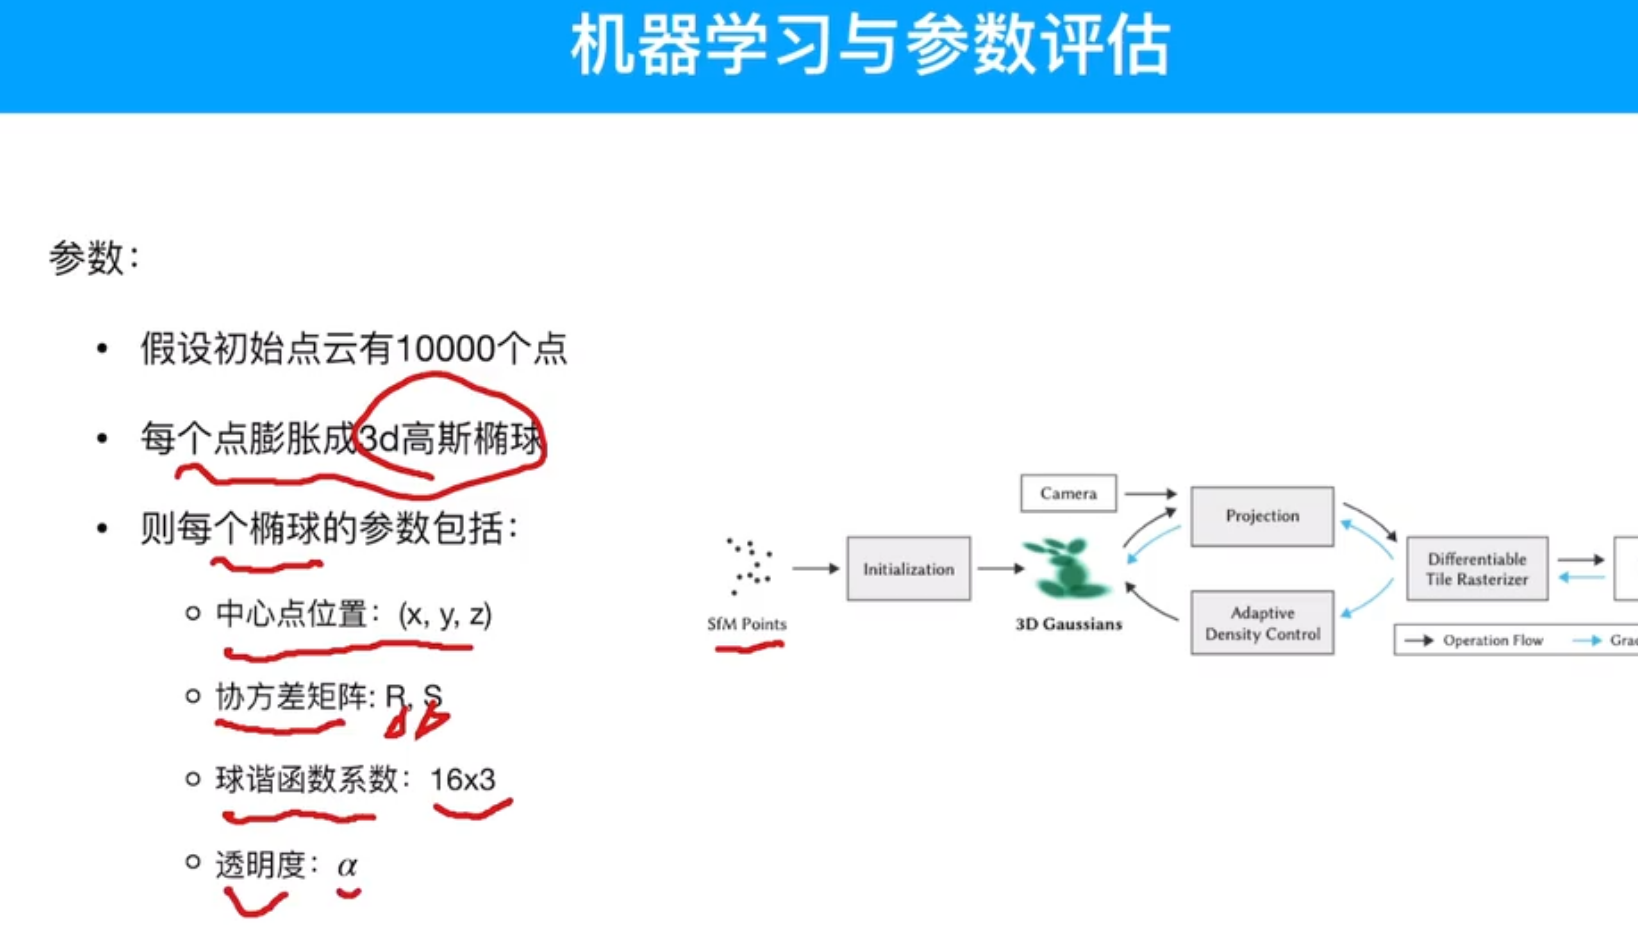 机器学习与参数评估
参数：
• 假设初始点云有10000个点
• 每个点膨胀成3d高斯椭球
• 则每个椭球的参数包括：
中心点位置：(x, y, z)
协方差矩阵: R, S
球谐函数系数：16x3
透明度：α
Camera
Projection
SfM Points
Initialization
3D Gaussians
Adaptive
Density Control
Differentiable
Tile Rasterizer
Operation Flow